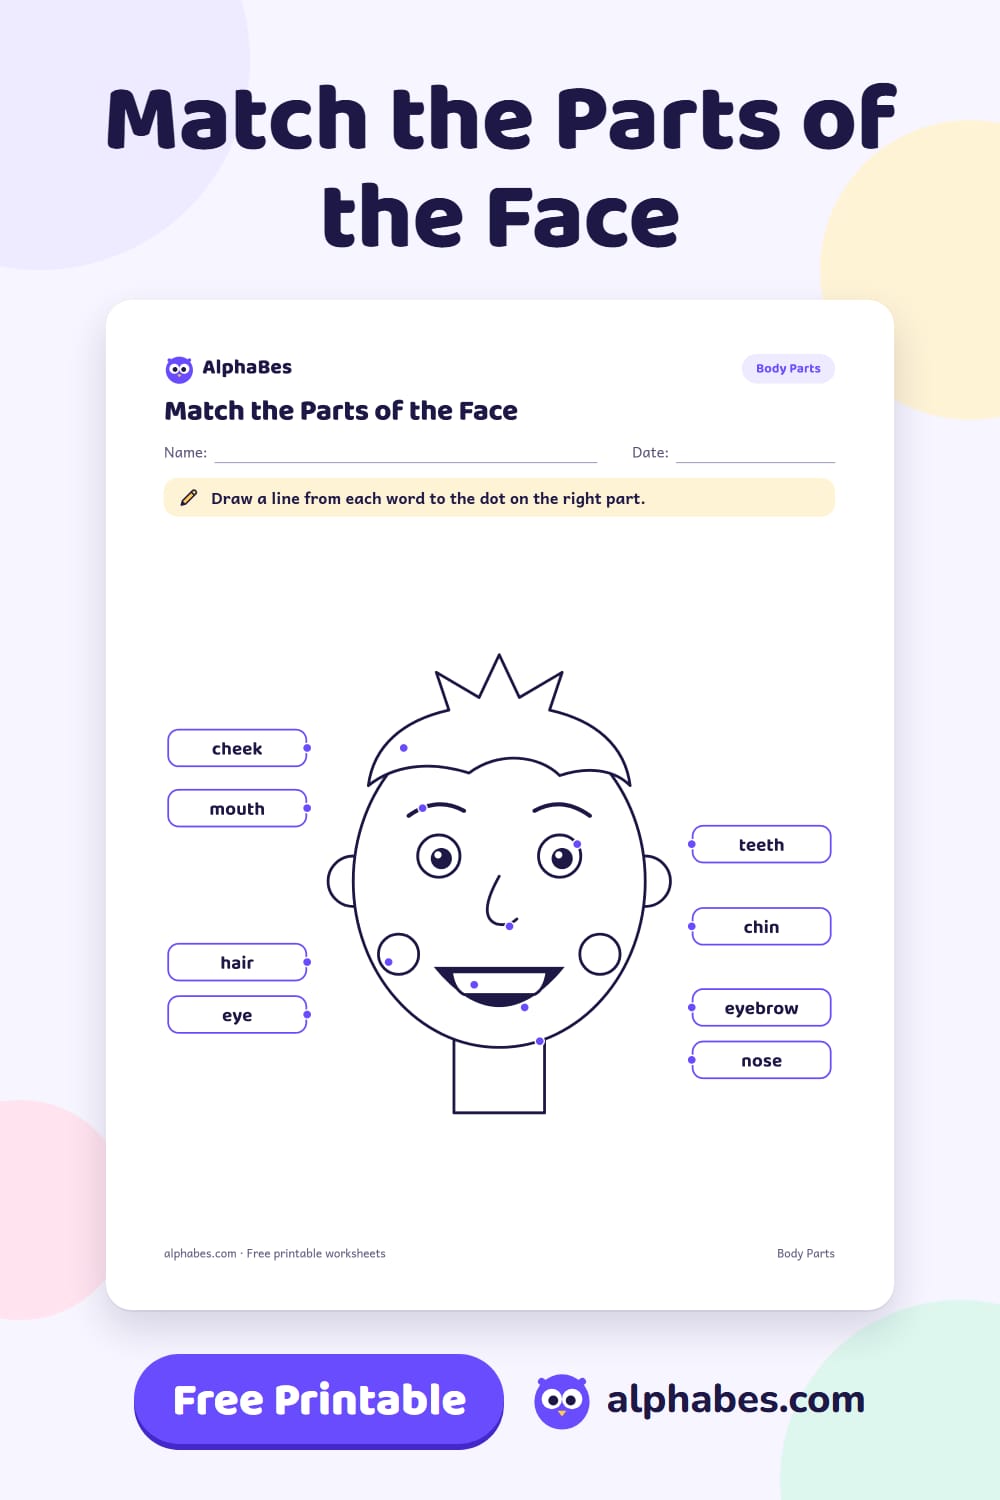 Match the Parts of
the Face
AlphaBes
Body Parts
Match the Parts of the Face
Name:
Date:
Draw a line from each word to the dot on the right part.
cheek
mouth
teeth
chin
hair
eye
eyebrow
nose
alphabes.com · Free printable worksheets
Body Parts
Free Printable
alphabes.com